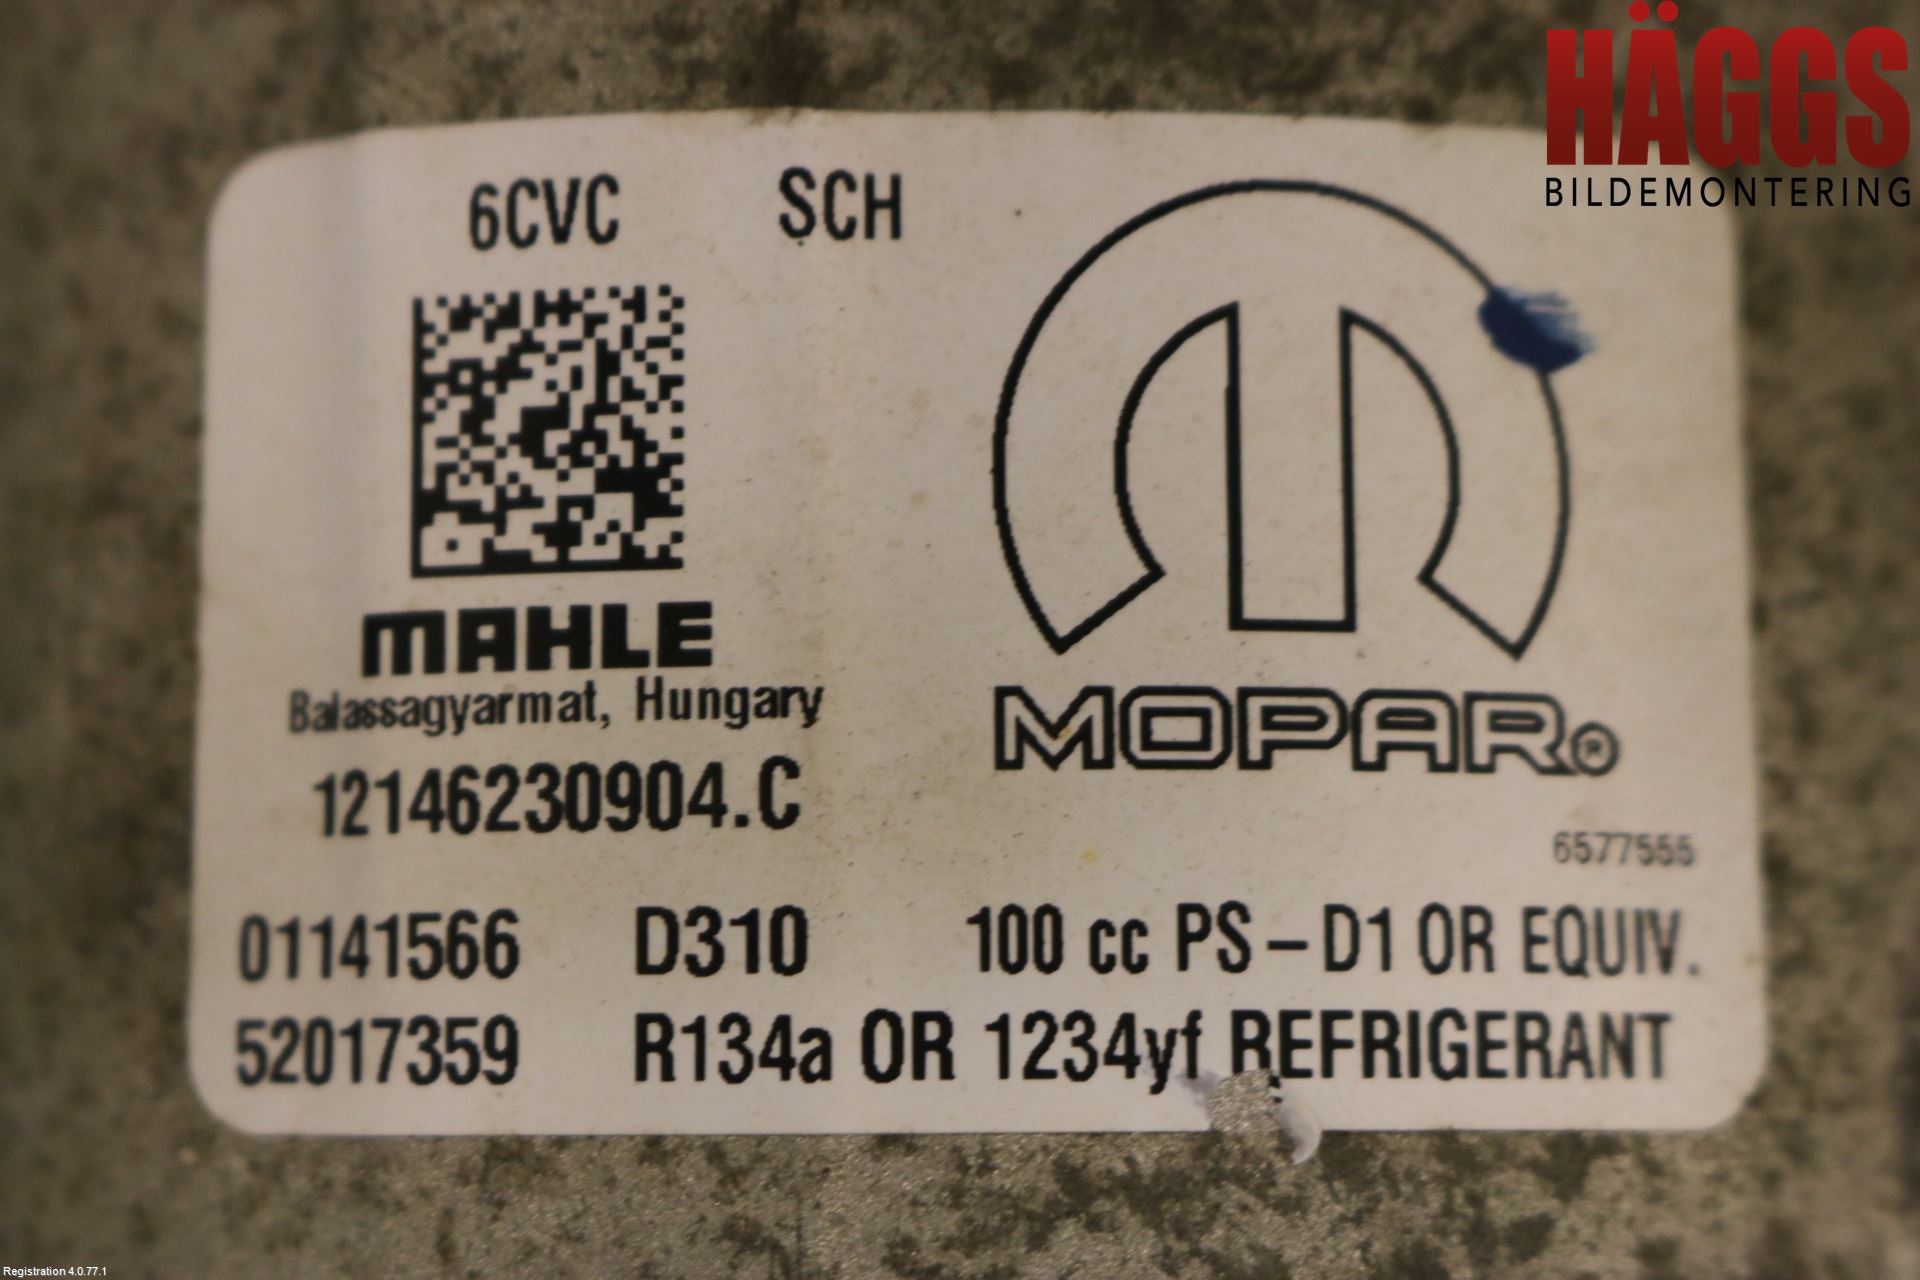 HÄGGS
BILDEMONTERING
6CVC SCH
MAHLE
Balassagyarmat, Hungary
12146230904.C
MOPAR®
6577555
01141566 D310 100 cc PS-D1 OR EQUIV.
52017359 R134a OR 1234yf REFRIGERANT
Registration 4.0.77.1